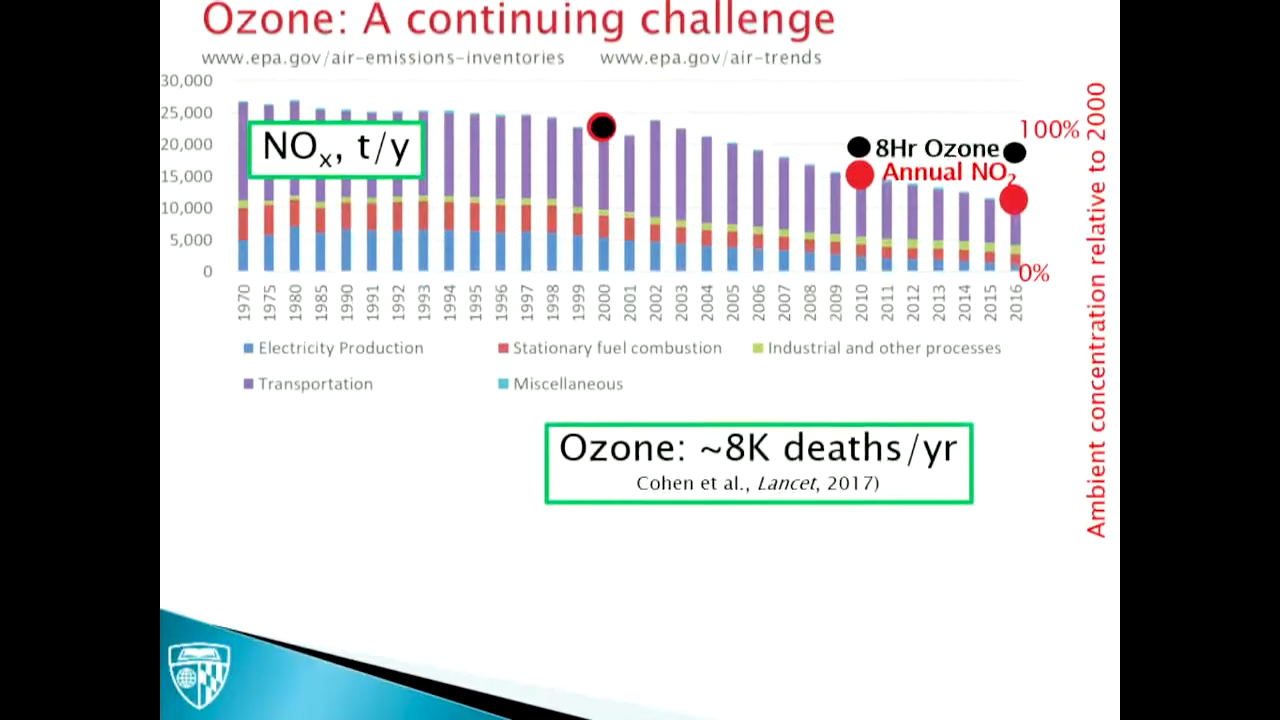 Ozone: A continuing challenge
www.epa.gov/air-emissions-inventories www.epa.gov/air-trends
30,000
25,000
20,000
15,000
10,000
5,000
0
NOx, t/y
100%
8Hr Ozone
Annual NO2
0%
Ambient concentration relative to 2000
1970 1975 1980 1985 1990 1991 1992 1993 1994 1995 1996 1997 1998 1999 2000 2001 2002 2003 2004 2005 2006 2007 2008 2009 2010 2011 2012 2013 2014 2015 2016
Electricity Production Stationary fuel combustion Industrial and other processes
Transportation Miscellaneous
Ozone: ~8K deaths/yr
Cohen et al., Lancet, 2017)